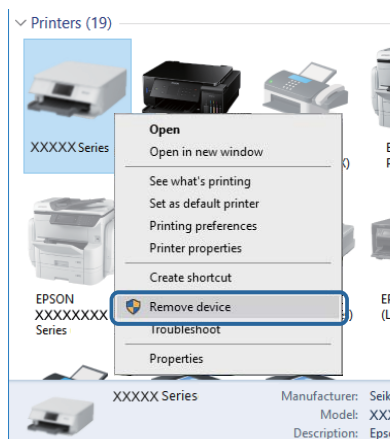 Printers (19)
XXXXX Series
Open
Open in new window
See what's printing
Set as default printer
Printing preferences
Printer properties
Create shortcut
Remove device
Troubleshoot
Properties
EPSON
XXXXXXXX
Series
XXXXX Series
Manufacturer:
Model:
Description: